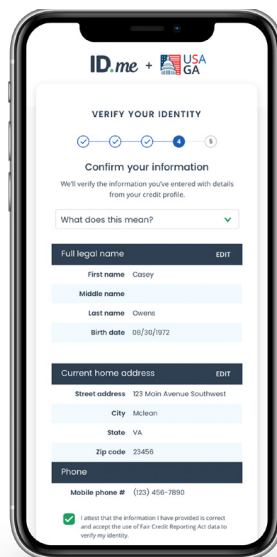 ID.me + USA
GA
VERIFY YOUR IDENTITY
4 5
Confirm your information
We'll verify the information you've entered with details
from your credit profile.
What does this mean?
Full legal name EDIT
First name Casey
Middle name
Last name Owens
Birth date 08/30/1972
Current home address EDIT
Street address 123 Main Avenue Southwest
City Mclean
State VA
Zip code 23456
Phone
Mobile phone # (123) 456-7890
I attest that the information I have provided is correct
and accept the use of Fair Credit Reporting Act data to
verify my identity.